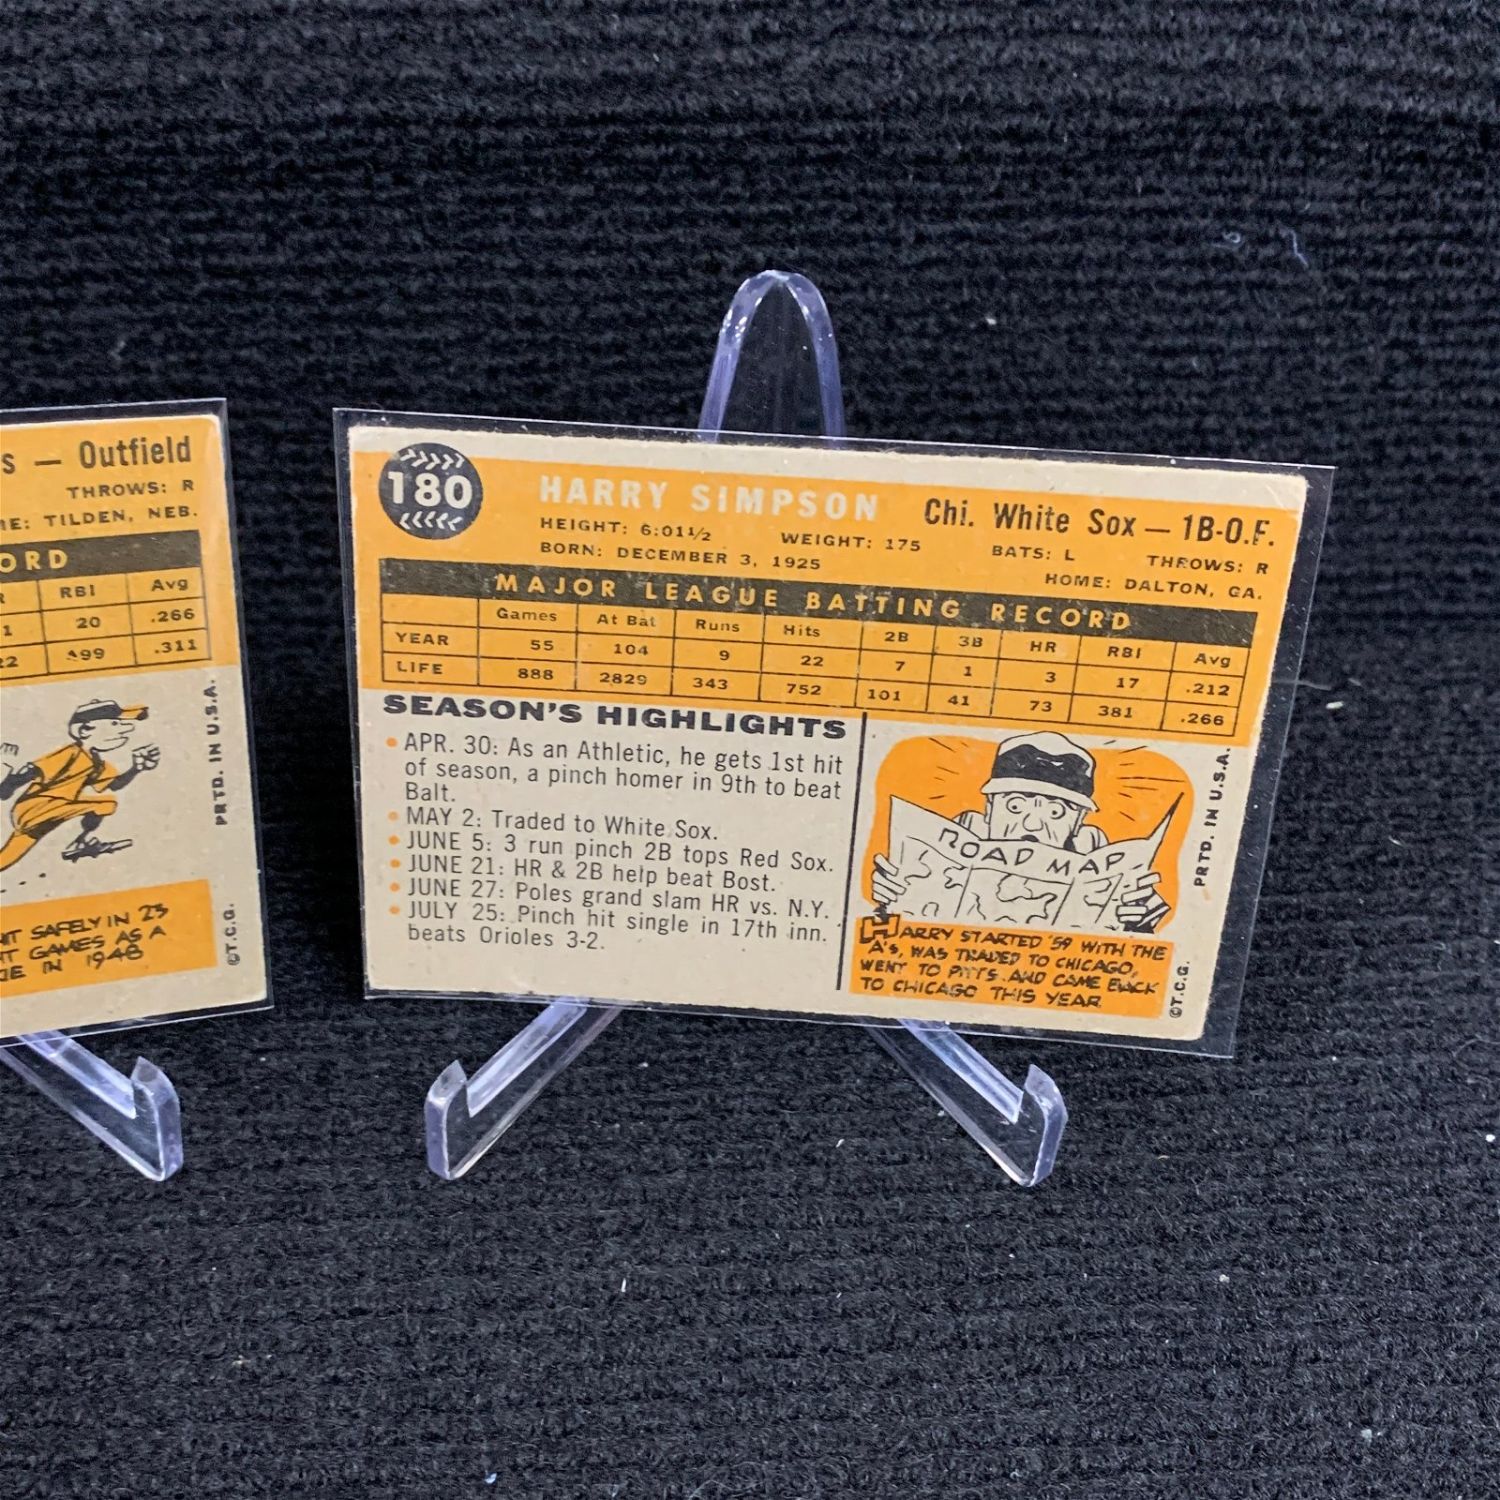 s — Outfield
THROWS: R
E: TILDEN, NEB.
ORD
RBI Avg
1 20 .266
22 499 .311
IT SAFELY IN 23
T GAMES AS A
IE IN 1948
PRTD. IN U.S.A.
©T.C.G.
180
HARRY SIMPSON Chi. White Sox — 1B-O.F.
HEIGHT: 6:01½ WEIGHT: 175 BATS: L THROWS: R
BORN: DECEMBER 3, 1925 HOME: DALTON, GA.
MAJOR LEAGUE BATTING RECORD
Games At Bat Runs Hits 2B 3B HR RBI Avg
YEAR 55 104 9 22 7 1 3 17 .212
LIFE 888 2829 343 752 101 41 73 381 .266
SEASON'S HIGHLIGHTS
• APR. 30: As an Athletic, he gets 1st hit
of season, a pinch homer in 9th to beat
Balt.
• MAY 2: Traded to White Sox.
• JUNE 5: 3 run pinch 2B tops Red Sox.
• JUNE 21: HR & 2B help beat Bost.
• JUNE 27: Poles grand slam HR vs. N.Y.
• JULY 25: Pinch hit single in 17th inn.
beats Orioles 3-2.
ROAD MAP
HARRY STARTED '59 WITH THE
A'S, WAS TRADED TO CHICAGO,
WENT TO PITTS. AND CAME BACK
TO CHICAGO THIS YEAR
PRTD. IN U.S.A.
©T.C.G.